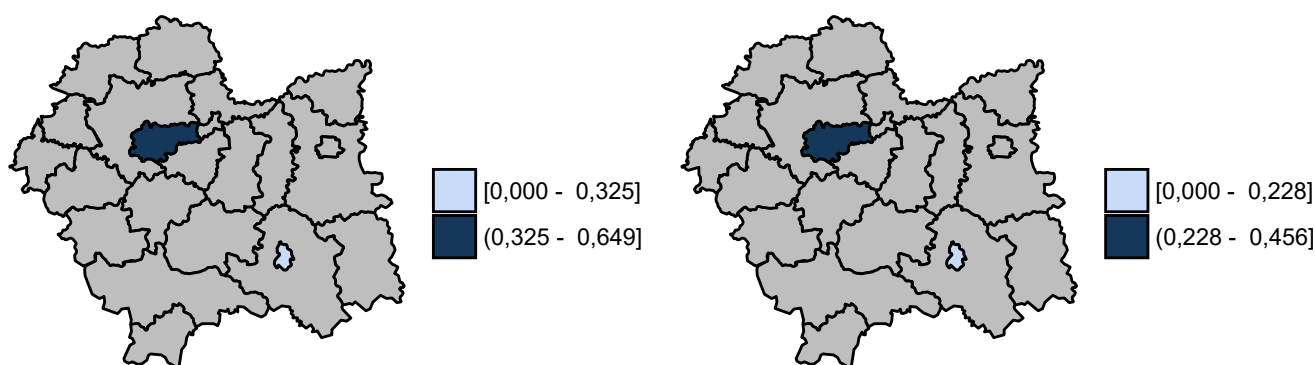 [0,000 - 0,325]
(0,325 - 0,649]
[0,000 - 0,228]
(0,228 - 0,456]